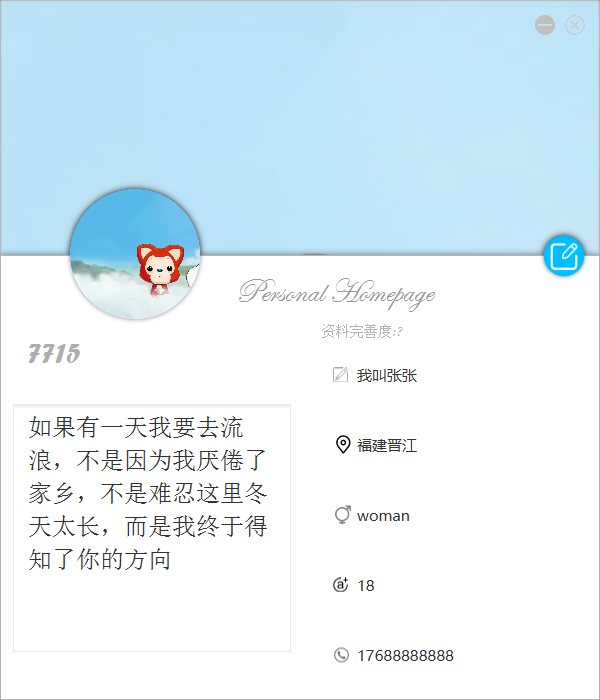 Personal Homepage
资料完善度:?
7715
我叫张张
如果有一天我要去流
浪，不是因为我厌倦了
家乡，不是难忍这里冬
天太长，而是我终于得
知了你的方向
福建晋江
woman
18
17688888888